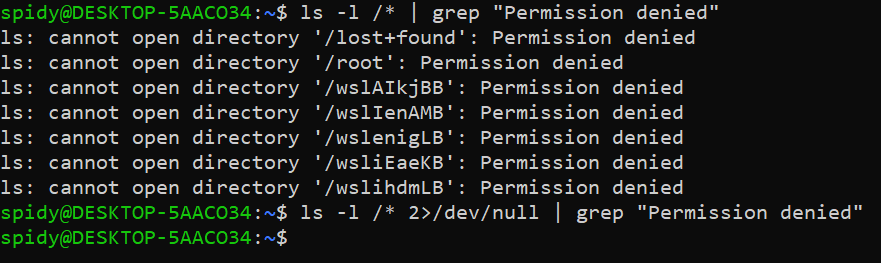 spidy@DESKTOP-5AACO34:~$ ls -l /* | grep "Permission denied"
ls: cannot open directory '/lost+found': Permission denied
ls: cannot open directory '/root': Permission denied
ls: cannot open directory '/wslAIkjBB': Permission denied
ls: cannot open directory '/wslIenAMB': Permission denied
ls: cannot open directory '/wslenigLB': Permission denied
ls: cannot open directory '/wsliEaeKB': Permission denied
ls: cannot open directory '/wslihdmLB': Permission denied
spidy@DESKTOP-5AACO34:~$ ls -l /* 2>/dev/null | grep "Permission denied"
spidy@DESKTOP-5AACO34:~$